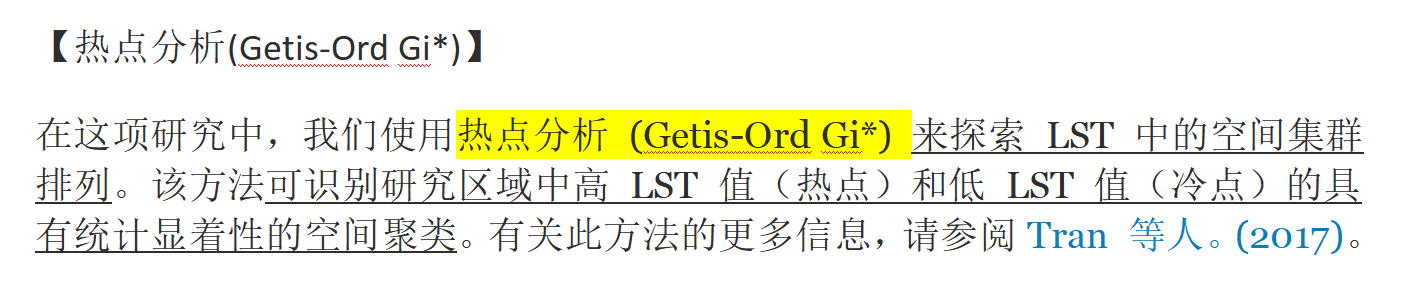 【热点分析(Getis-Ord Gi*)】
在这项研究中，我们使用热点分析 (Getis-Ord Gi*) 来探索 LST 中的空间集群
排列。该方法可识别研究区域中高 LST 值（热点）和低 LST 值（冷点）的具
有统计显着性的空间聚类。有关此方法的更多信息，请参阅 Tran 等人。(2017)。